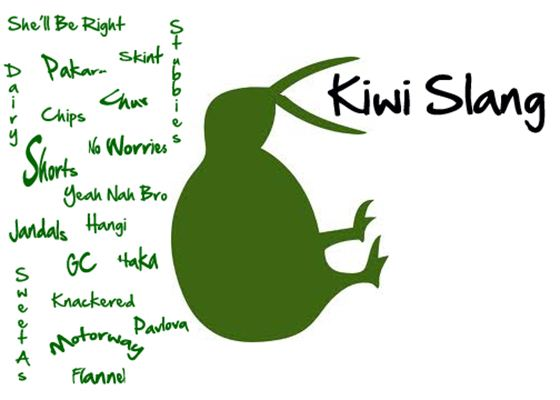 She'll Be Right
Stubbies
Skint
Dairy
Pakar--
Chur
Chips
No Worries
Shorts
Yeah Nah Bro
Jandals
Hangi
GC
Haka
Sweet As
Knackered
Pavlova
Motorway
Flannel
Kiwi Slang